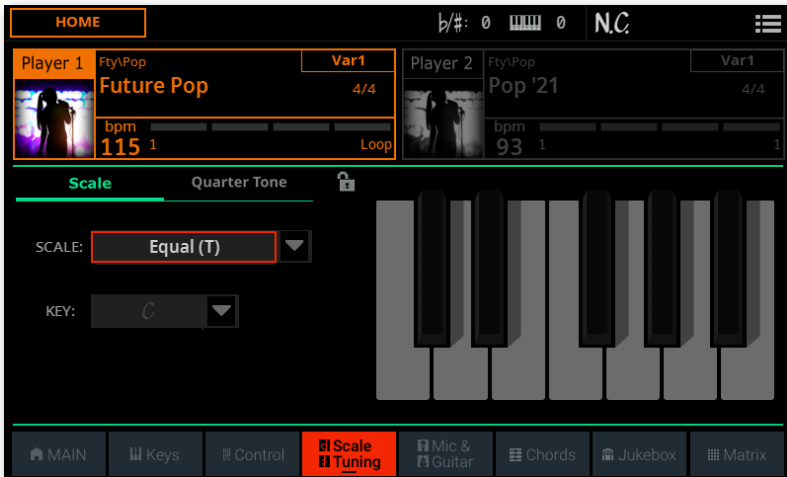 HOME
♭/#: 0
0
N.C.
Player 1
Fty\Pop
Var1
Future Pop
4/4
bpm
115 1
Loop
Player 2
Fty\Pop
Var1
Pop '21
4/4
bpm
93 1
1
Scale
Quarter Tone
SCALE:
Equal (T)
KEY:
C
MAIN
Keys
Control
Scale
Tuning
Mic &
Guitar
Chords
Jukebox
Matrix